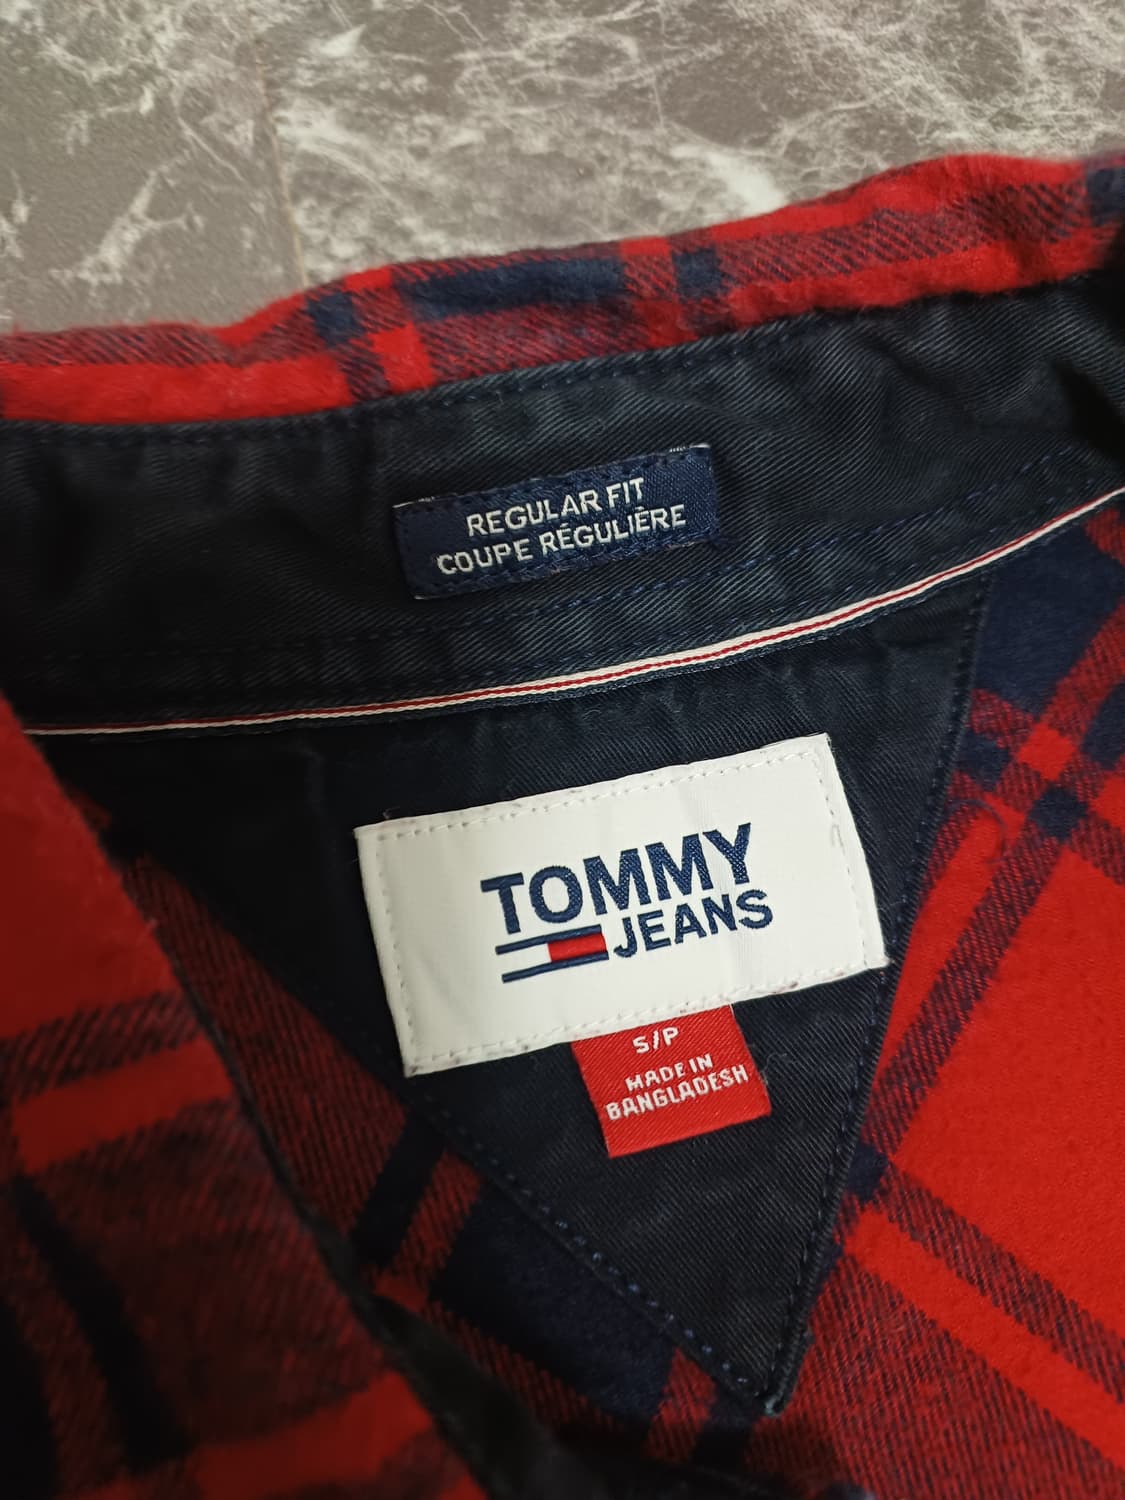 REGULAR FIT
COUPE RÉGULIÈRE
TOMMY
JEANS
S/P
MADE IN
BANGLADESH